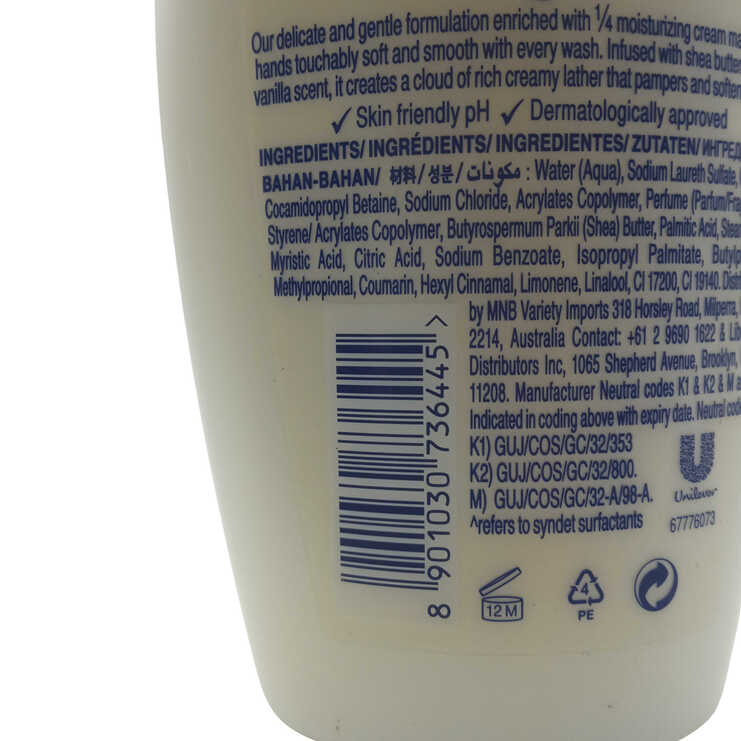 Our delicate and gentle formulation enriched with ¼ moisturizing cream
hands touchably soft and smooth with every wash. Infused with shea butter
vanilla scent, it creates a cloud of rich creamy lather that pampers and
✓ Skin friendly pH ✓ Dermatologically approved
INGREDIENTS/ INGRÉDIENTS/ INGREDIENTES/ ZUTATEN/
BAHAN-BAHAN/ 材料/ 성분/ مكونات : Water (Aqua), Sodium Laureth Sulfate,
Cocamidopropyl Betaine, Sodium Chloride, Acrylates Copolymer, Perfume (Parfum/
Styrene/ Acrylates Copolymer, Butyrospermum Parkii (Shea) Butter, Palmitic Acid,
Myristic Acid, Citric Acid, Sodium Benzoate, Isopropyl Palmitate,
Methylpropional, Coumarin, Hexyl Cinnamal, Limonene, Linalool, CI 17200, CI 19140.
by MNB Variety Imports 318 Horsley Road, Milperra,
2214, Australia Contact: +61 2 9690 1622 &
Distributors Inc, 1065 Shepherd Avenue, Brooklyn,
11208. Manufacturer Neutral codes K1 & K2 & M
Indicated in coding above with expiry date. Neutral
K1) GUJ/COS/GC/32/353
K2) GUJ/COS/GC/32/800.
M) GUJ/COS/GC/32-A/98-A.
^refers to syndet surfactants
Unilever
67776073
8 901030 736445 >
12 M
4
PE